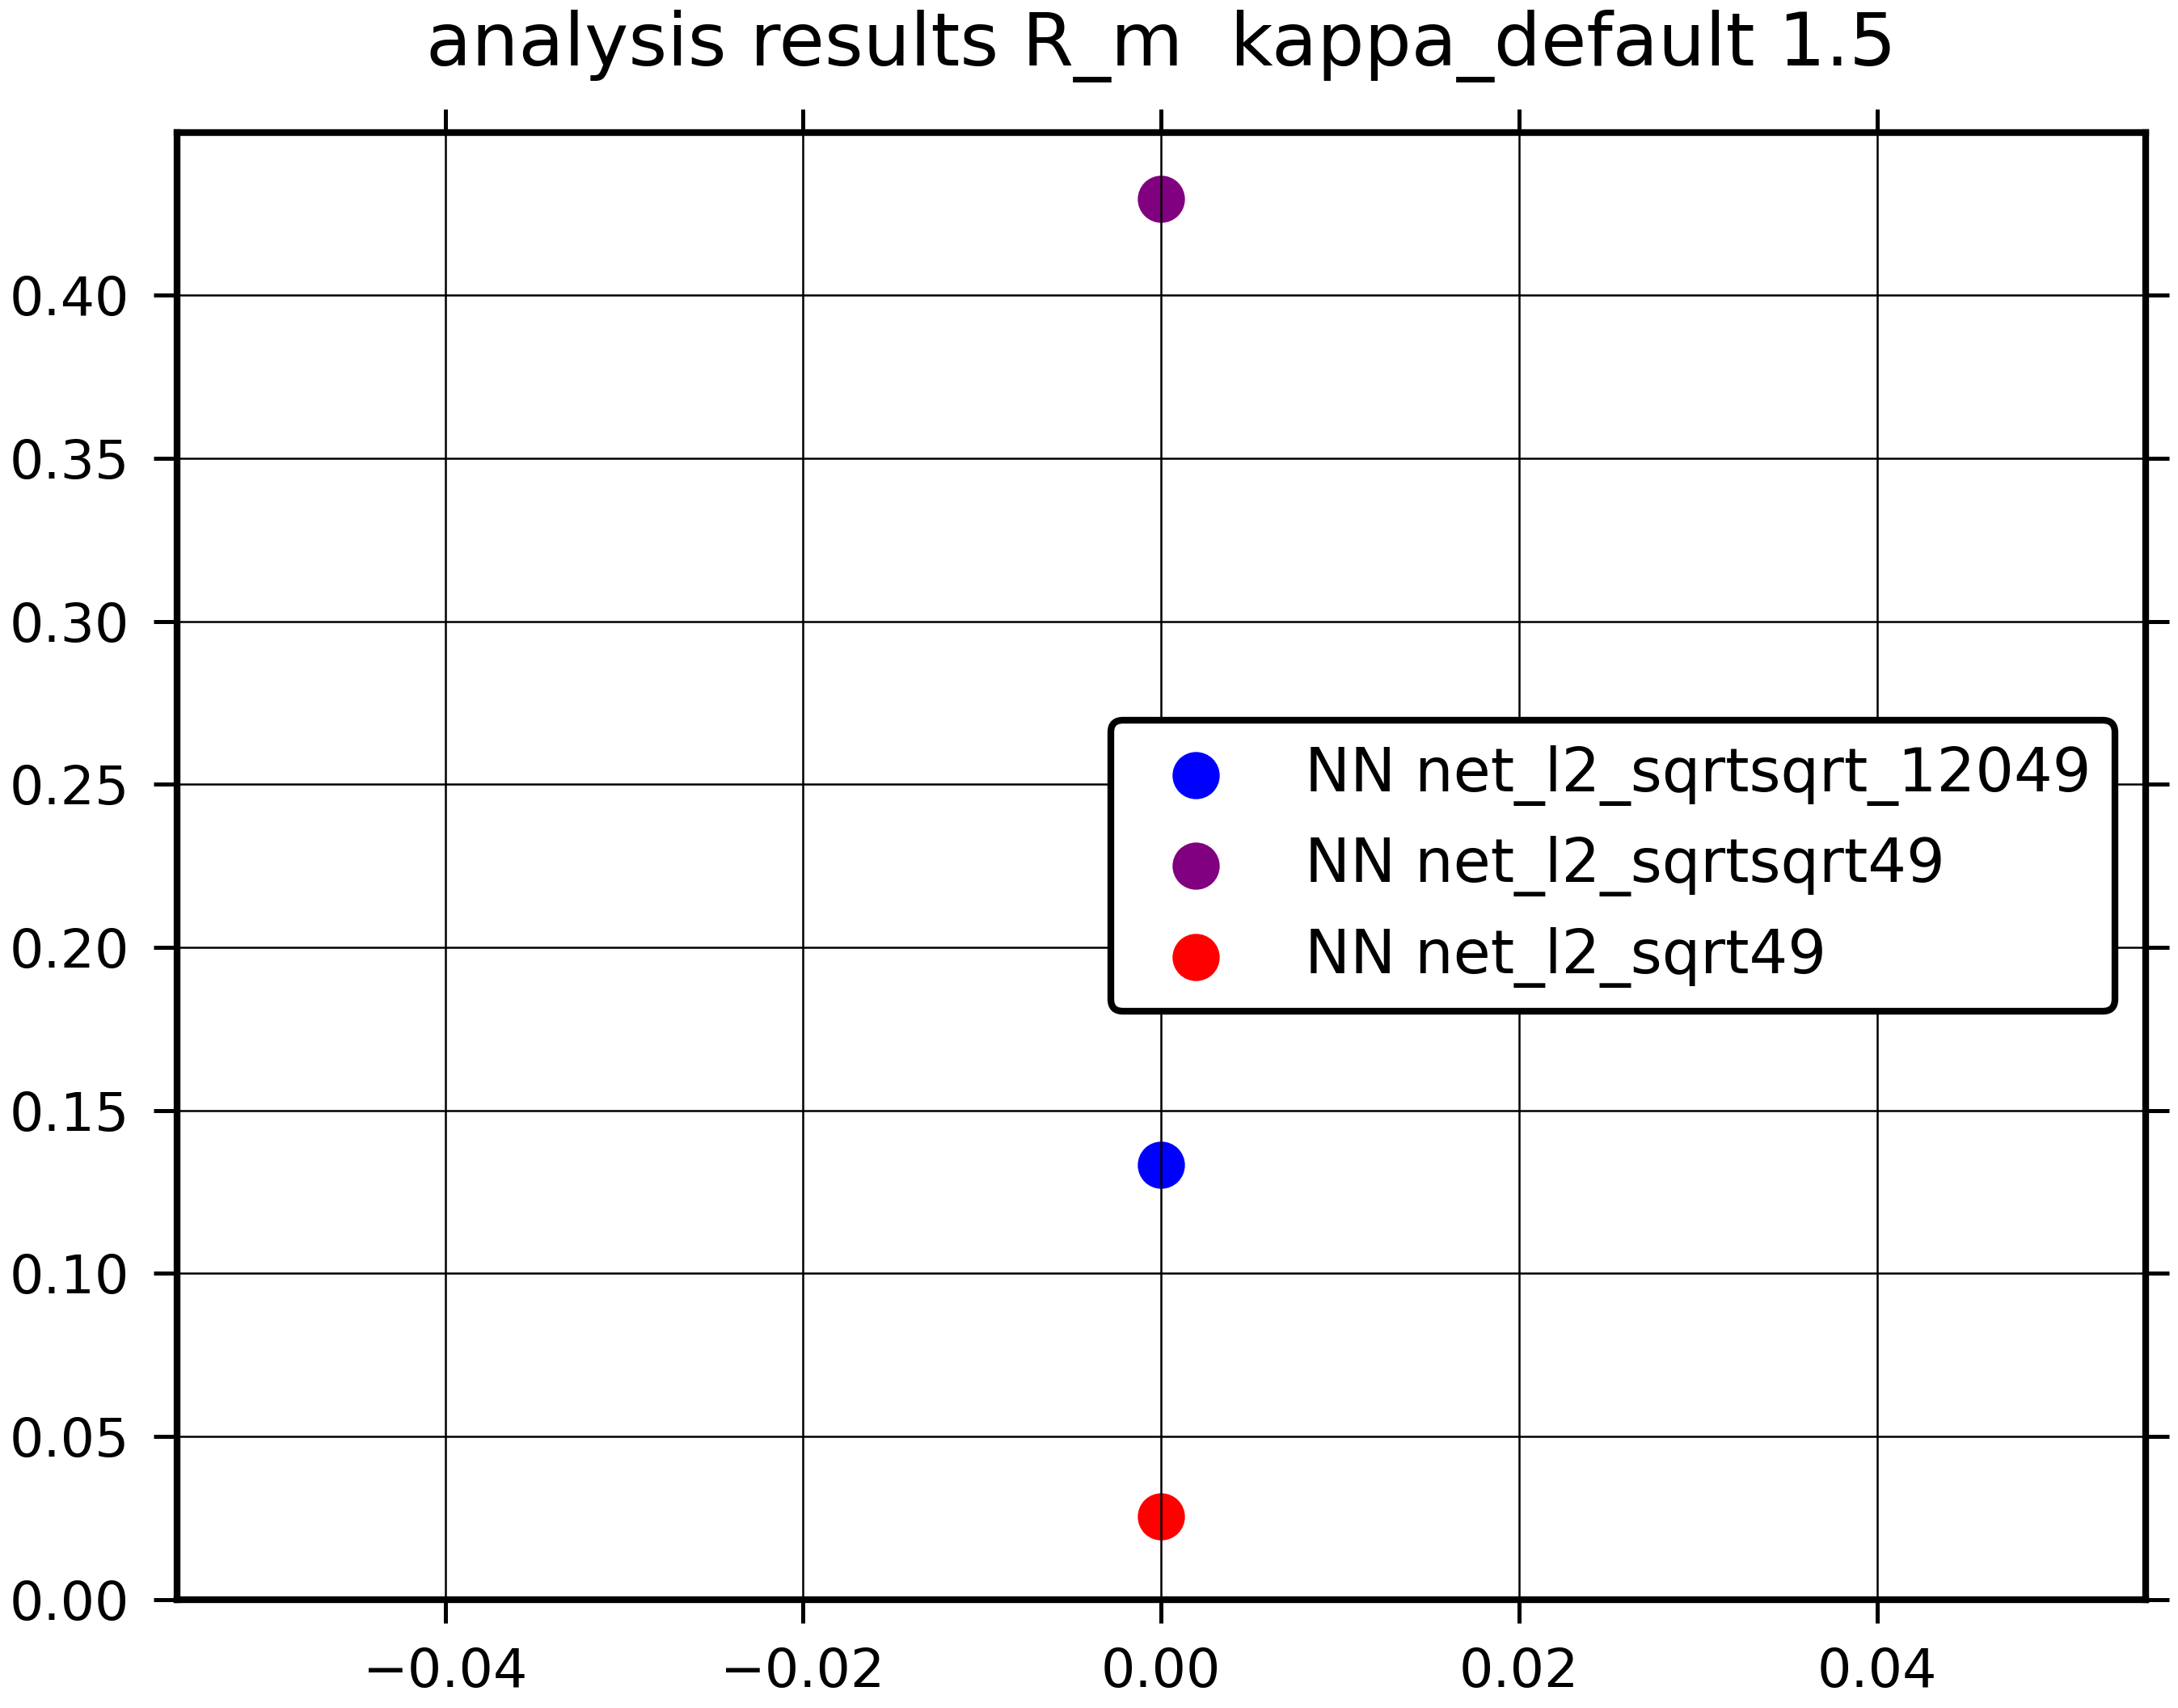 analysis results R_m  kappa_default 1.5
0.40
0.35
0.30
0.25
0.20
0.15
0.10
0.05
0.00
NN net_l2_sqrtsqrt_12049
NN net_l2_sqrtsqrt49
NN net_l2_sqrt49
−0.04 −0.02 0.00 0.02 0.04